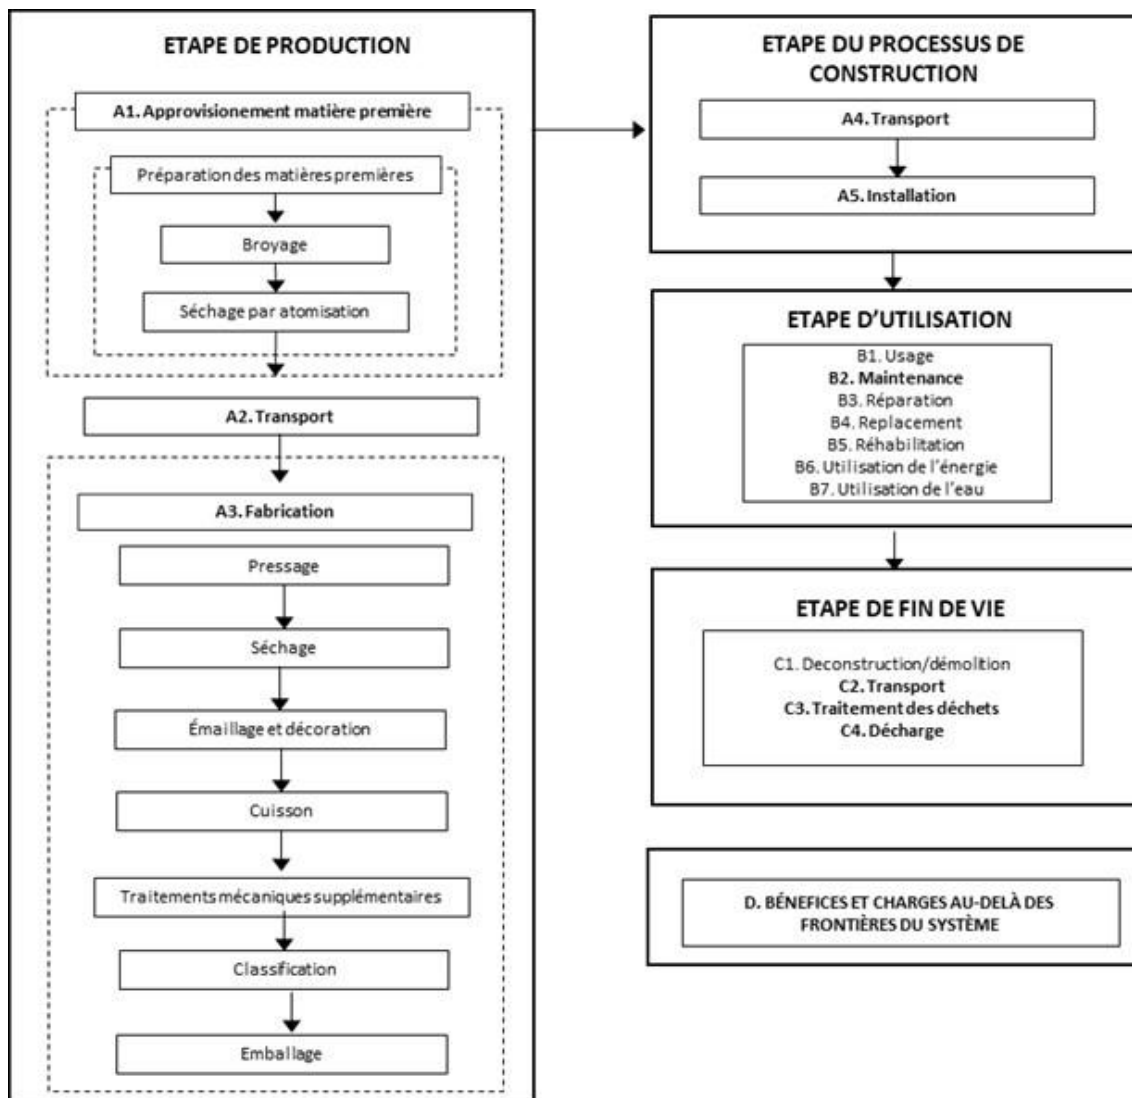 ETAPE DE PRODUCTION
A1. Approvisionement matière première
Préparation des matières premières
Broyage
Séchage par atomisation
A2. Transport
A3. Fabrication
Pressage
Séchage
Émaillage et décoration
Cuisson
Traitements mécaniques supplémentaires
Classification
Emballage
ETAPE DU PROCESSUS DE
CONSTRUCTION
A4. Transport
A5. Installation
ETAPE D'UTILISATION
B1. Usage
B2. Maintenance
B3. Réparation
B4. Replacement
B5. Réhabilitation
B6. Utilisation de l'énergie
B7. Utilisation de l'eau
ETAPE DE FIN DE VIE
C1. Deconstruction/démolition
C2. Transport
C3. Traitement des déchets
C4. Décharge
D. BÉNEFICES ET CHARGES AU-DELÀ DES
FRONTIÈRES DU SYSTÈME